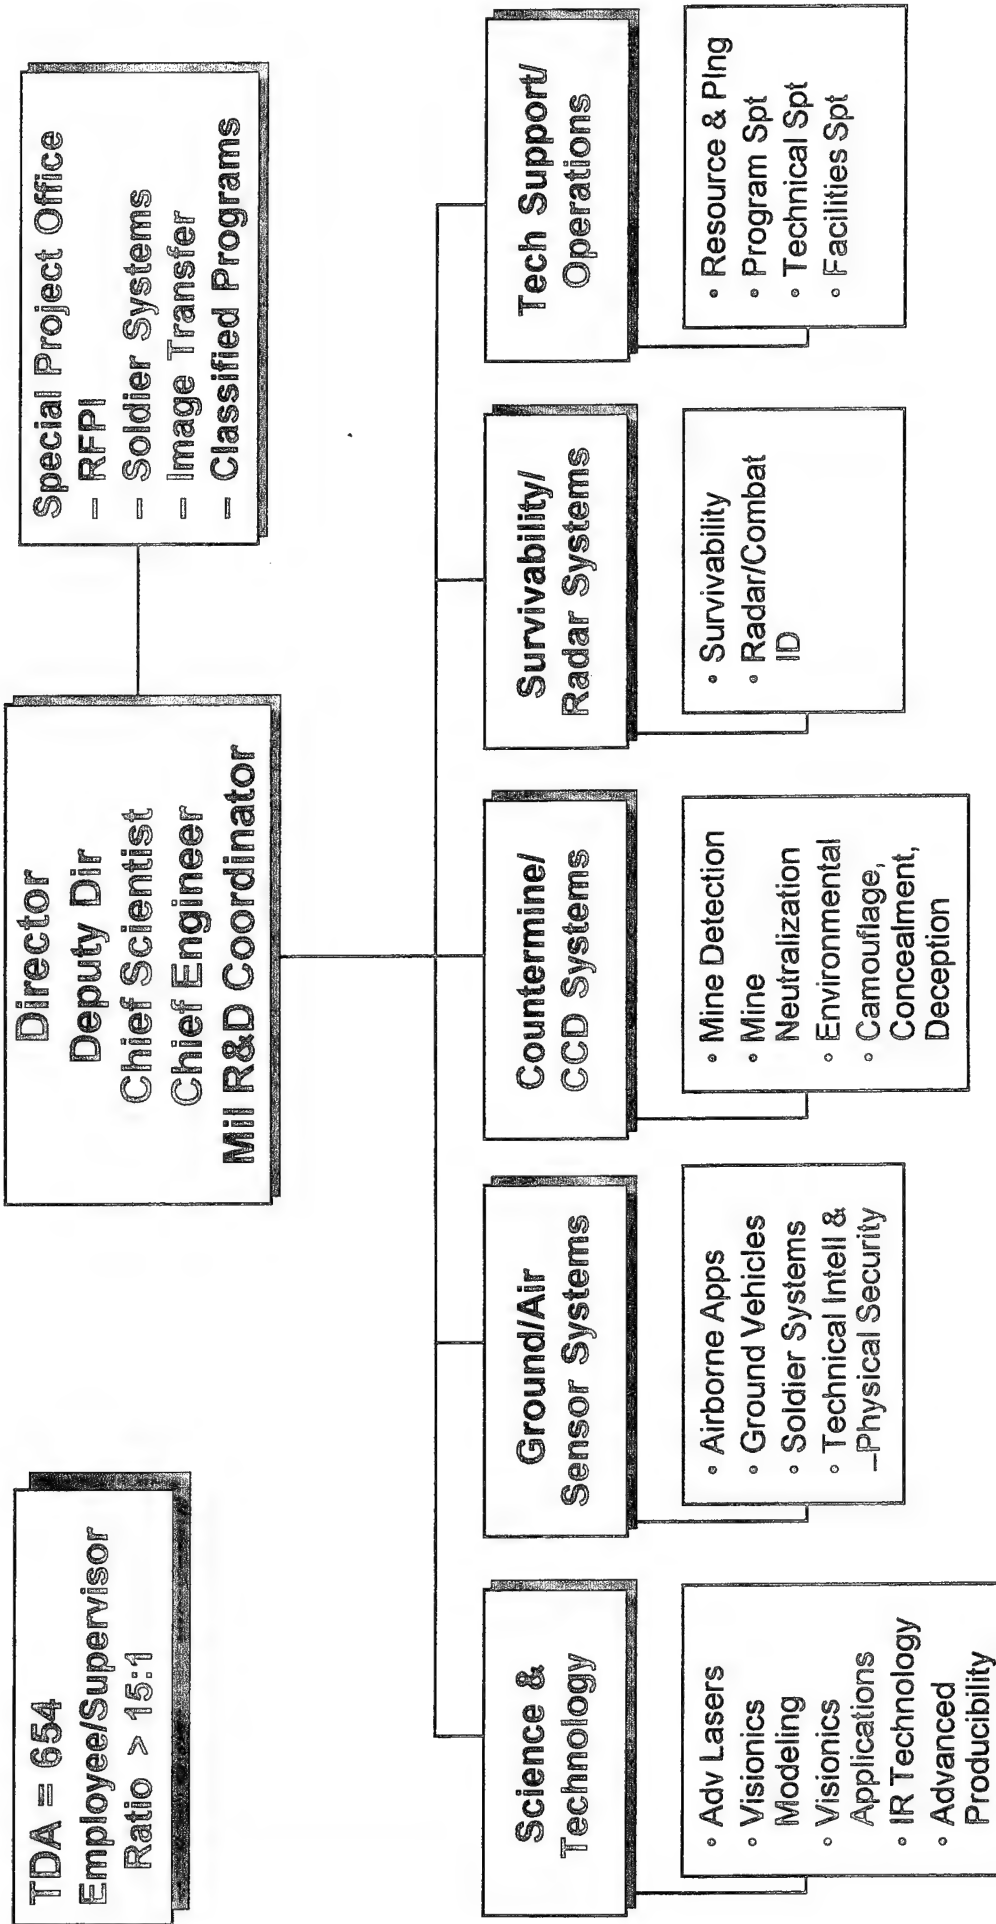 TDA = 654
Employee/Supervisor
Ratio > 15:1
Director
Deputy Dir
Chief Scientist
Chief Engineer
Mil R&D Coordinator
Special Project Office
– RFPI
– Soldier Systems
– Image Transfer
– Classified Programs
Science &
Technology
• Adv Lasers
• Visionics
Modeling
• Visionics
Applications
• IR Technology
• Advanced
Producibility
Ground/Air
Sensor Systems
• Airborne Apps
• Ground Vehicles
• Soldier Systems
• Technical Intell &
–Physical Security
Countermine/
CCD Systems
• Mine Detection
• Mine
Neutralization
• Environmental
• Camouflage,
Concealment,
Deception
Survivability/
Radar Systems
• Survivability
• Radar/Combat
ID
Tech Support/
Operations
• Resource & Plng
• Program Spt
• Technical Spt
• Facilities Spt